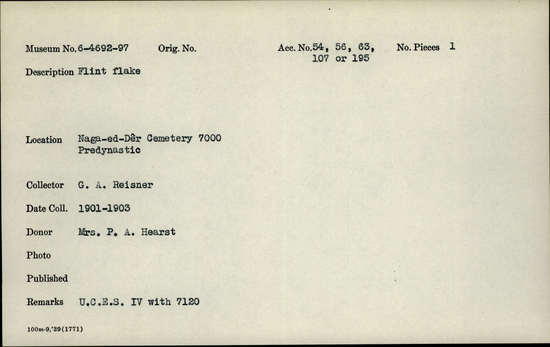 Museum No. 6-4692-97 Orig. No. Acc. No. 54, 56, 63, No. Pieces 1
107 or 195
Description Flint flake
Location Naga-ed-Dêr Cemetery 7000
Predynastic
Collector G. A. Reisner
Date Coll. 1901-1903
Donor Mrs. P. A. Hearst
Photo
Published
Remarks U.C.E.S. IV with 7120
100m-9,'39(1771)